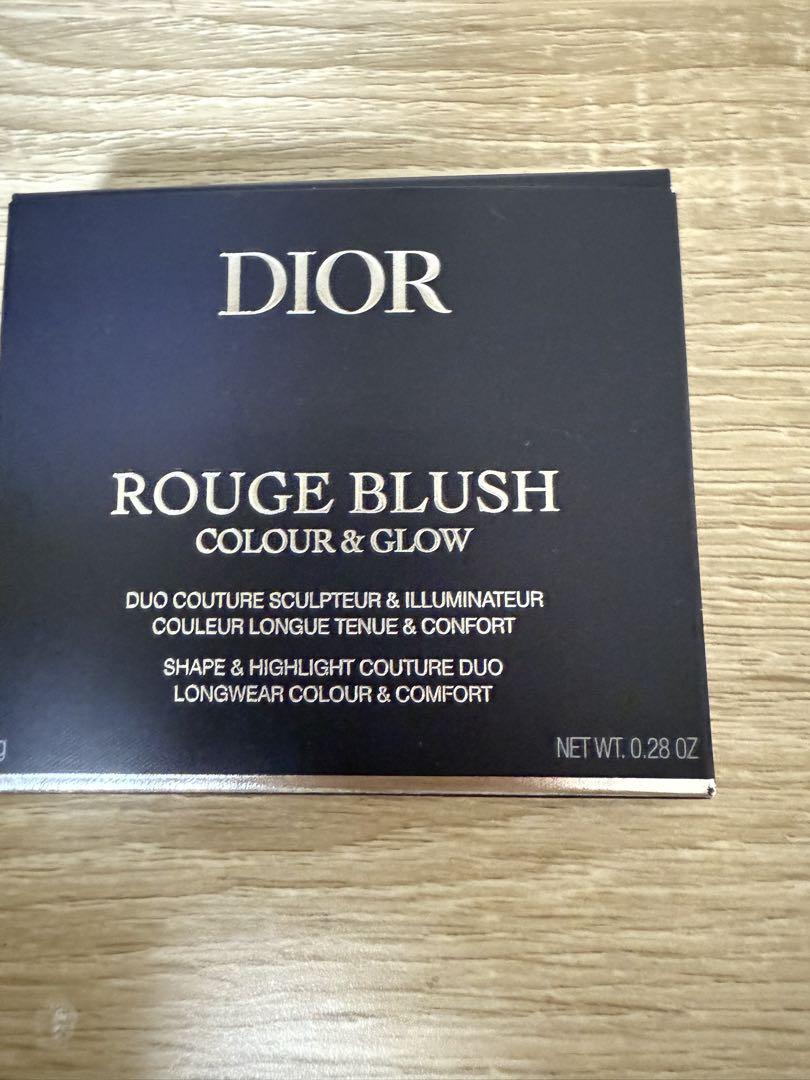 DIOR
ROUGE BLUSH
COLOUR & GLOW
DUO COUTURE SCULPTEUR & ILLUMINATEUR
COULEUR LONGUE TENUE & CONFORT
SHAPE & HIGHLIGHT COUTURE DUO
LONGWEAR COLOUR & COMFORT
g NET WT. 0.28 OZ